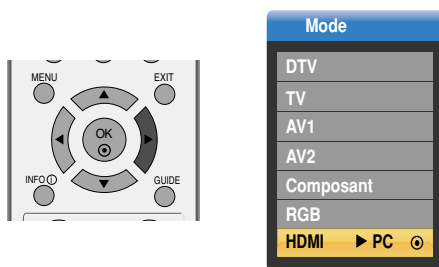 MENU
EXIT
OK
INFO ⓘ
GUIDE
Mode
DTV
TV
AV1
AV2
Composant
RGB
HDMI ▶ PC ⦿